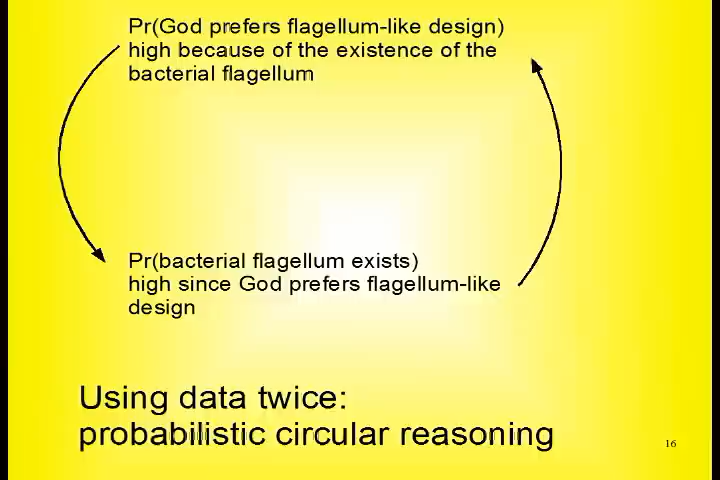 Pr(God prefers flagellum-like design)
high because of the existence of the
bacterial flagellum
Pr(bacterial flagellum exists)
high since God prefers flagellum-like
design
Using data twice:
probabilistic circular reasoning
16